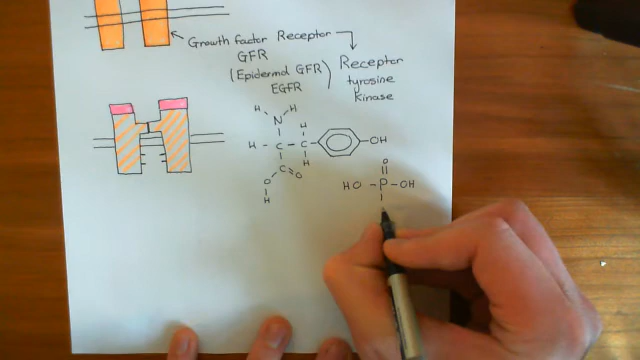 Growth factor Receptor
GFR
(Epidermal GFR)
EGFR
Receptor
tyrosine
kinase
H H
N
H
H - C - C - OH
H
C
O O
H
O
HO - P - OH